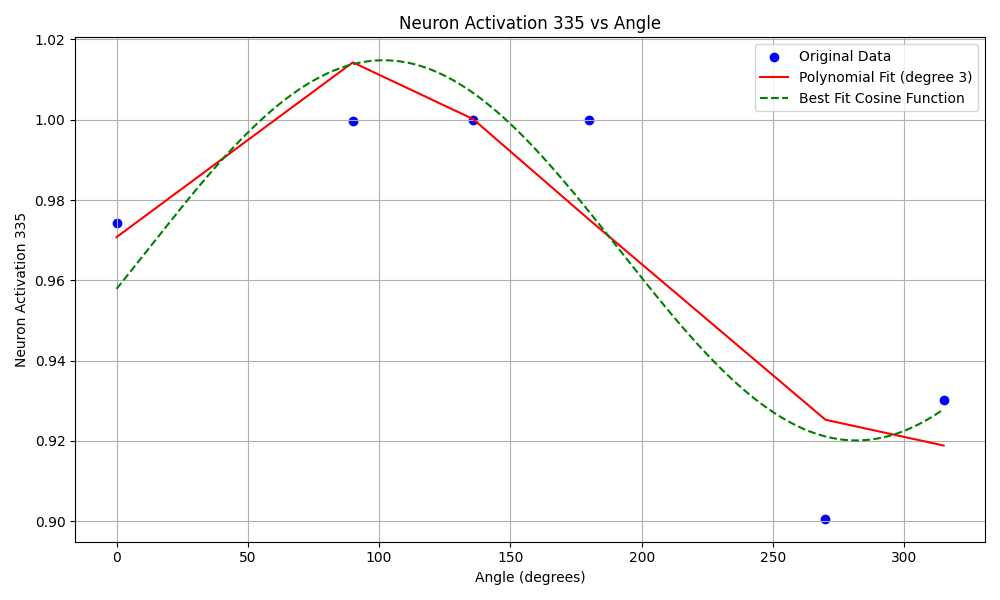 Neuron Activation 335 vs Angle
Original Data
Polynomial Fit (degree 3)
Best Fit Cosine Function
Neuron Activation 335
1.02
1.00
0.98
0.96
0.94
0.92
0.90
0 50 100 150 200 250 300
Angle (degrees)